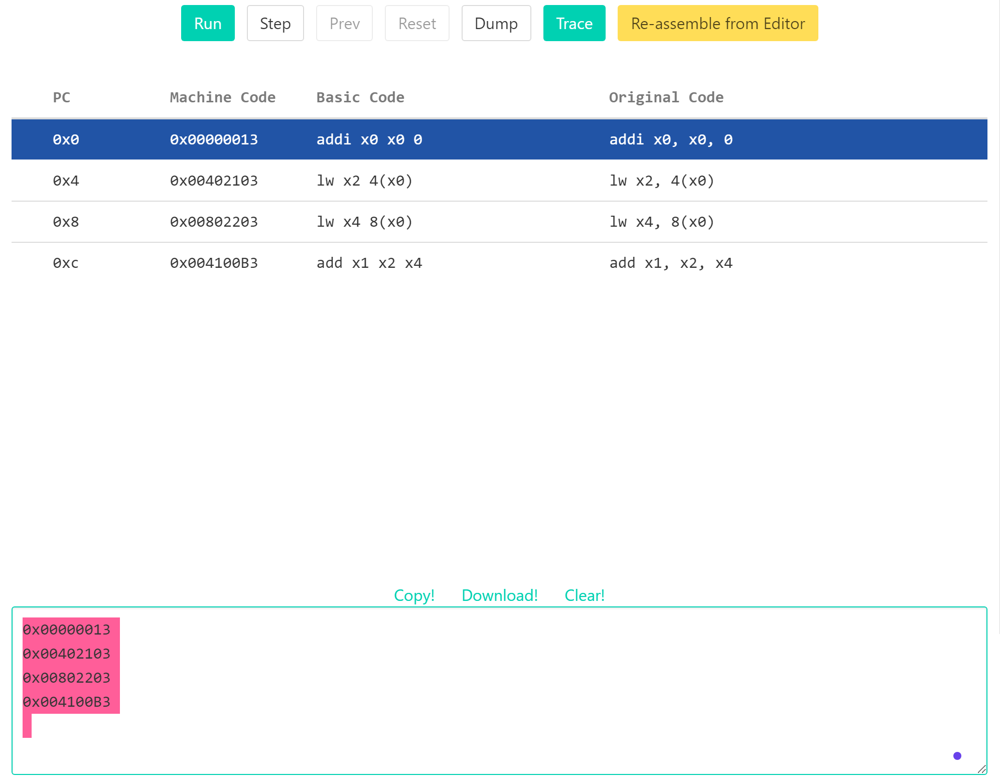 Run Step Prev Reset Dump Trace Re-assemble from Editor
PC Machine Code Basic Code Original Code
0x0 0x00000013 addi x0 x0 0 addi x0, x0, 0
0x4 0x00402103 lw x2 4(x0) lw x2, 4(x0)
0x8 0x00802203 lw x4 8(x0) lw x4, 8(x0)
0xc 0x004100B3 add x1 x2 x4 add x1, x2, x4
Copy! Download! Clear!
0x00000013
0x00402103
0x00802203
0x004100B3